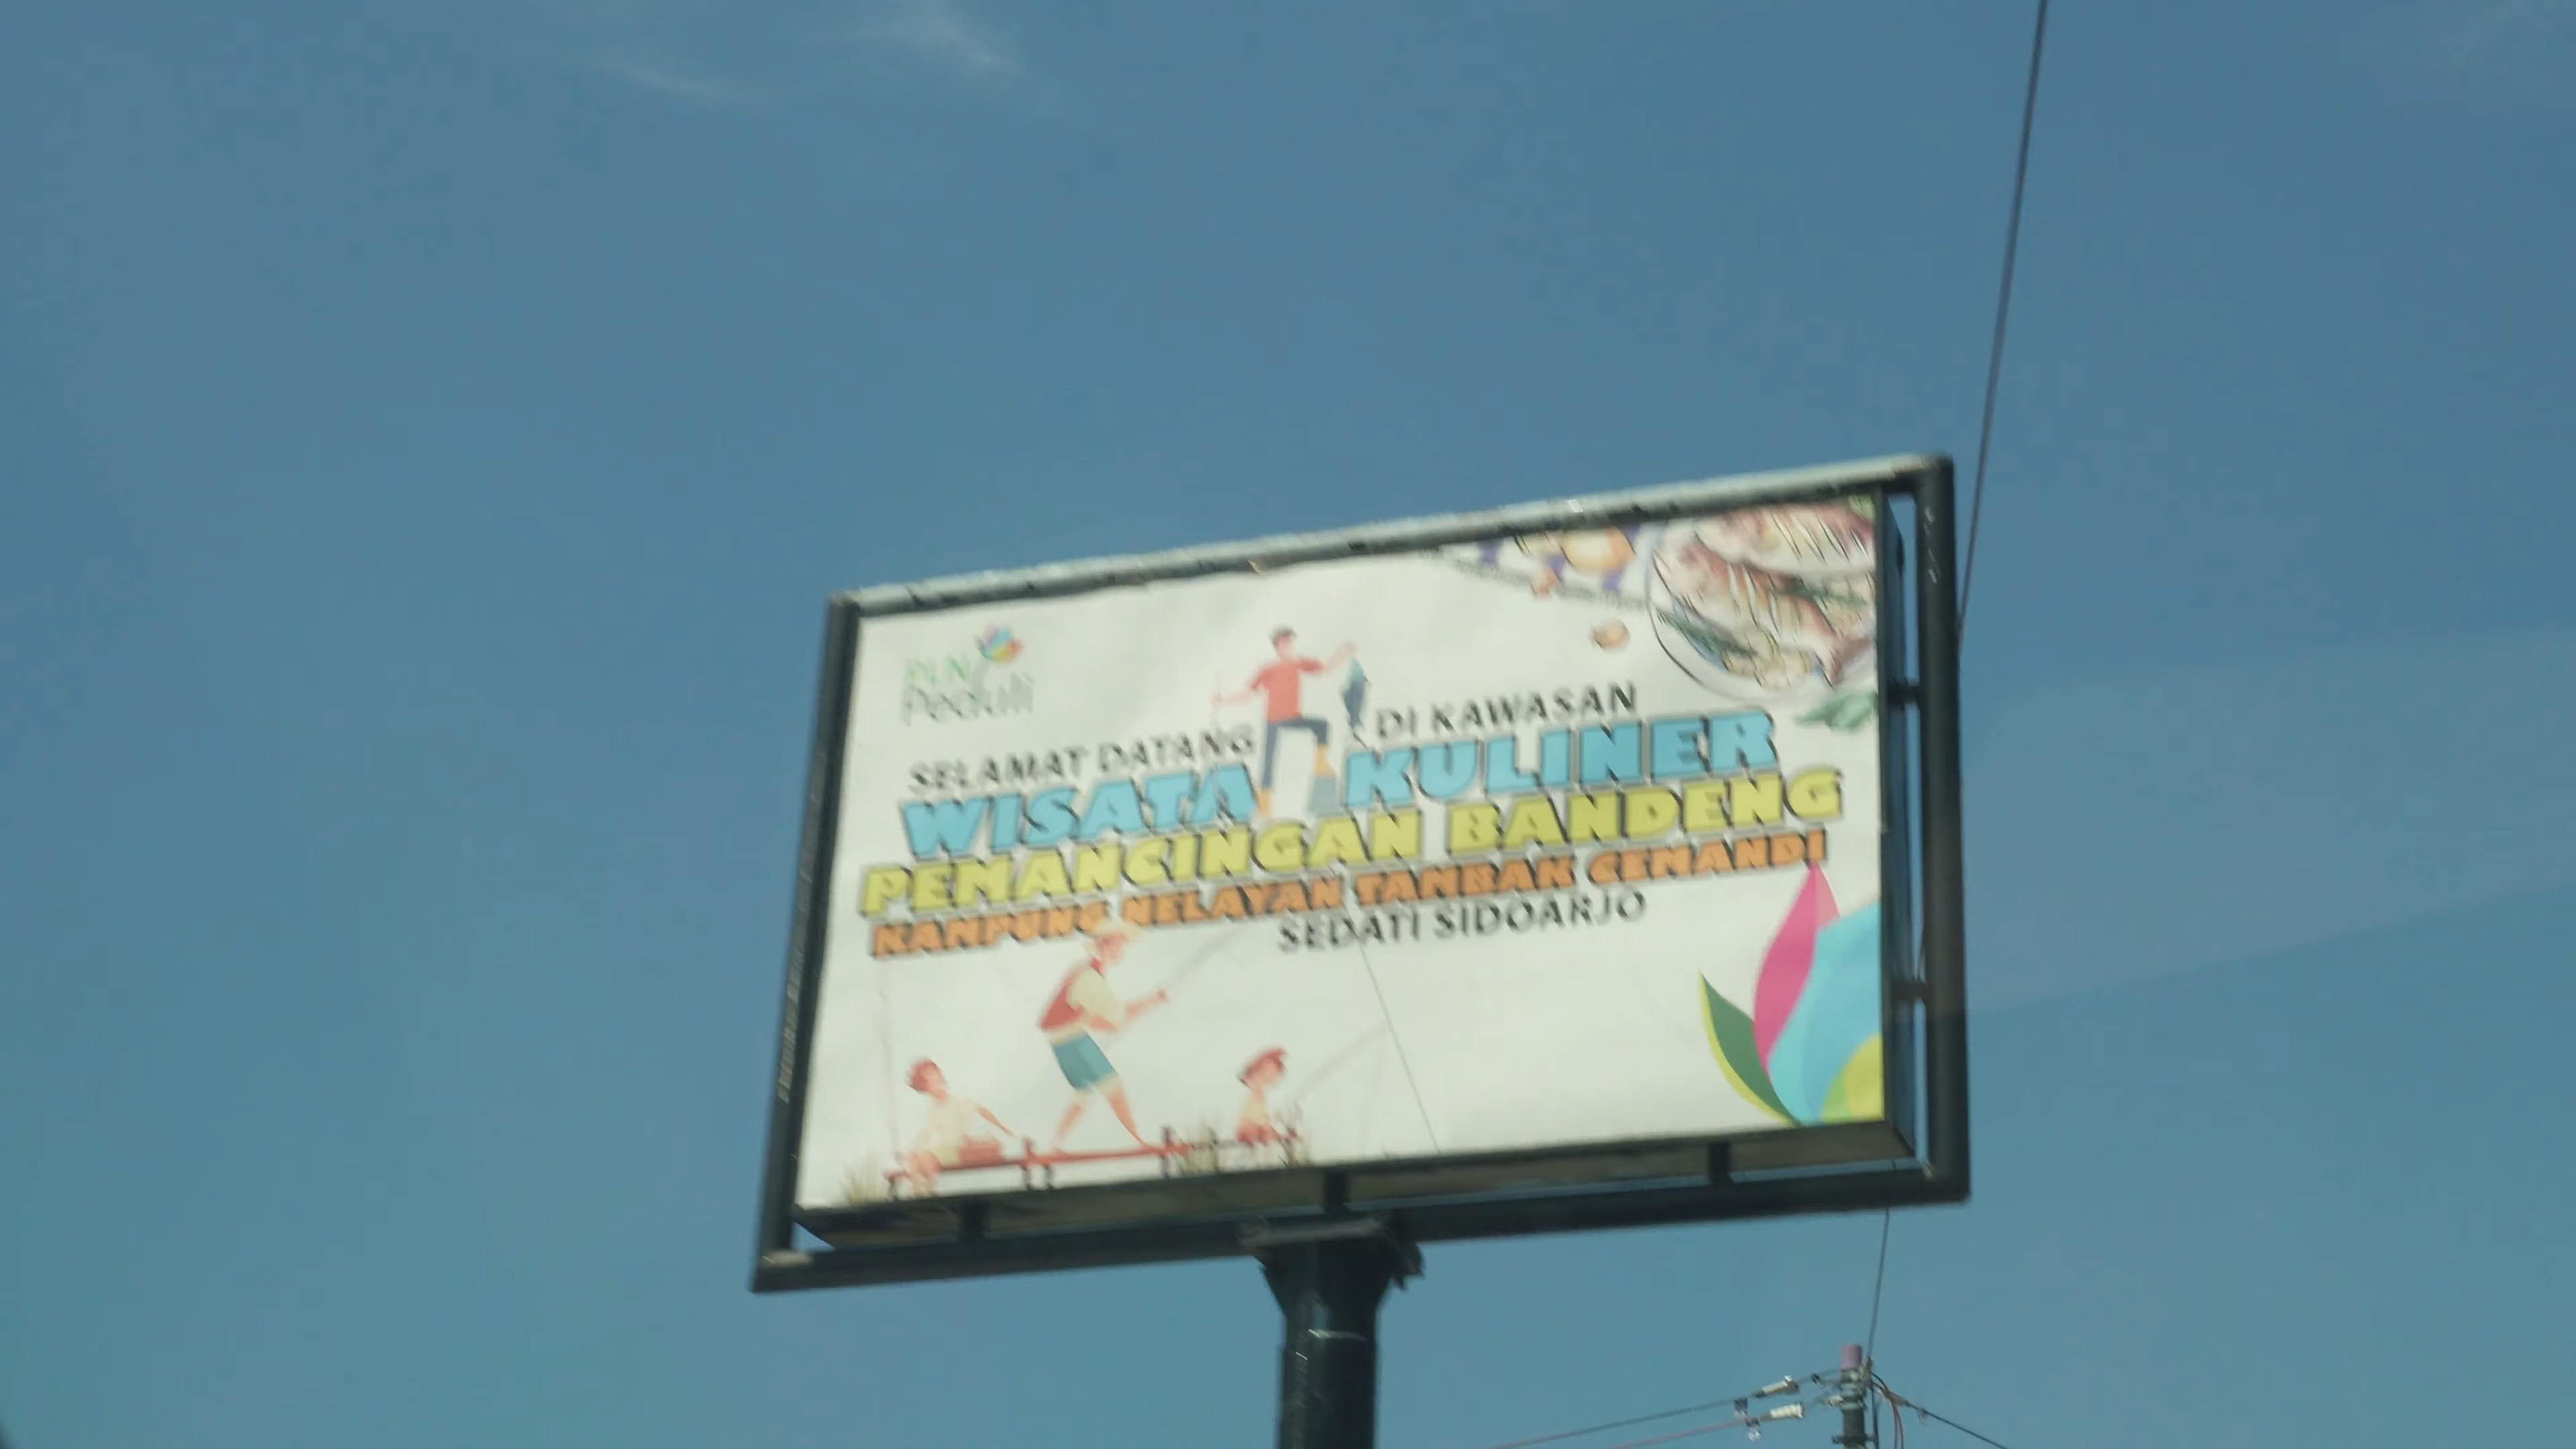 PLN
Peduli
SELAMAT DATANG DI KAWASAN
WISATA KULINER
PEMANCINGAN BANDENG
KAMPUNG NELAYAN TAMBAK CEMANDI
SEDATI SIDOARJO